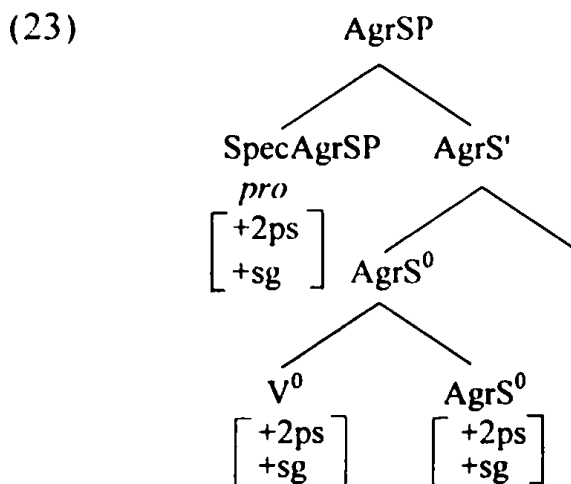 (23) AgrSP
SpecAgrSP AgrS'
pro
[ +2ps
+sg ] AgrS⁰
V⁰ AgrS⁰
[ +2ps ] [ +2ps ]
[ +sg ] [ +sg ]